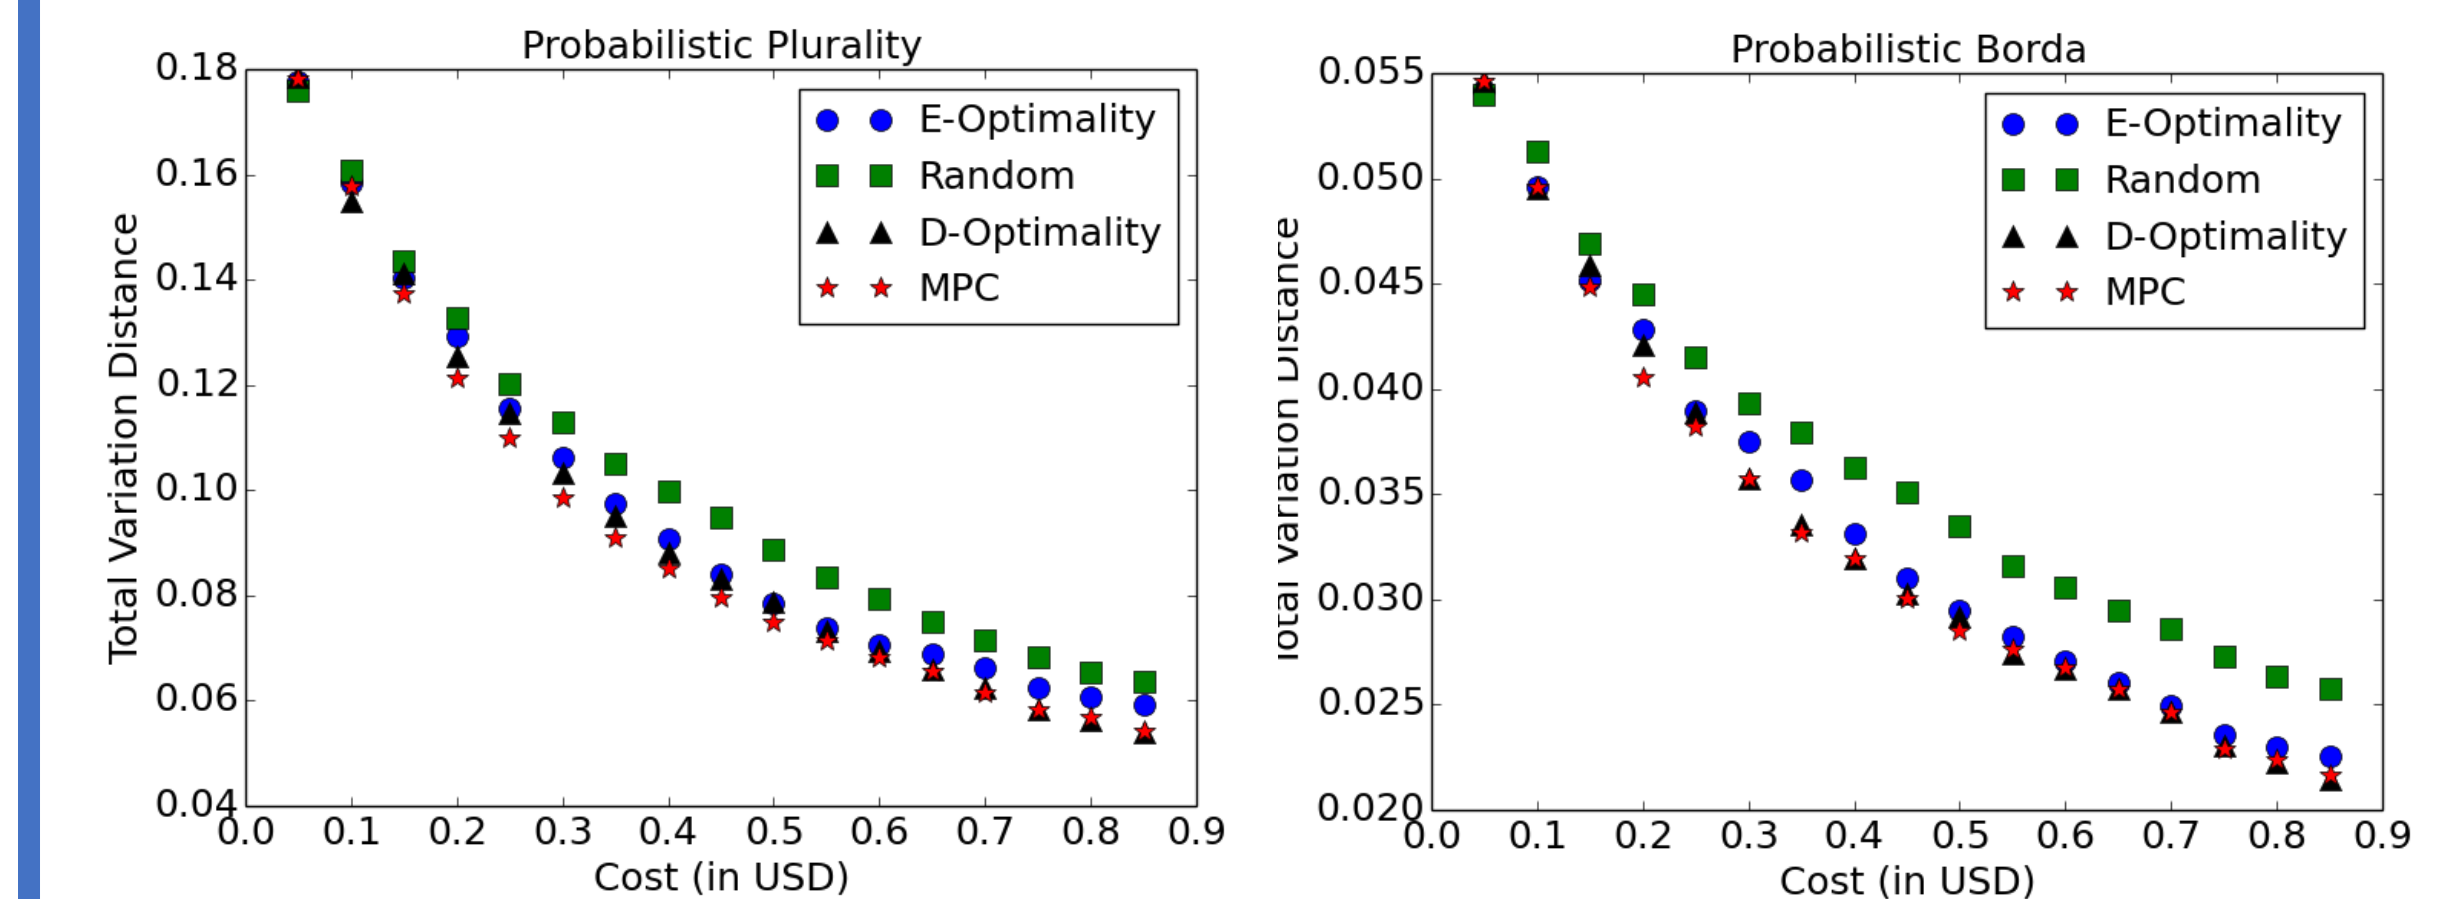 Probabilistic Plurality
0.18
0.16
0.14
0.12
0.10
0.08
0.06
0.04
Total Variation Distance
E-Optimality
Random
D-Optimality
MPC
0.0 0.1 0.2 0.3 0.4 0.5 0.6 0.7 0.8 0.9
Cost (in USD)
Probabilistic Borda
0.055
0.050
0.045
0.040
0.035
0.030
0.025
0.020
Total Variation Distance
E-Optimality
Random
D-Optimality
MPC
0.0 0.1 0.2 0.3 0.4 0.5 0.6 0.7 0.8 0.9
Cost (in USD)